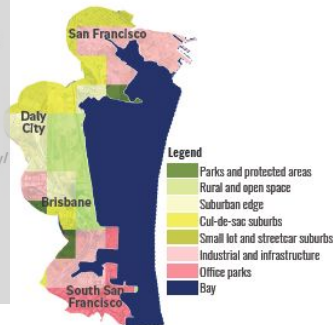 San Francisco
Daly
City
Brisbane
South San
Francisco
Legend
Parks and protected areas
Rural and open space
Suburban edge
Cul-de-sac suburbs
Small lot and streetcar suburbs
Industrial and infrastructure
Office parks
Bay